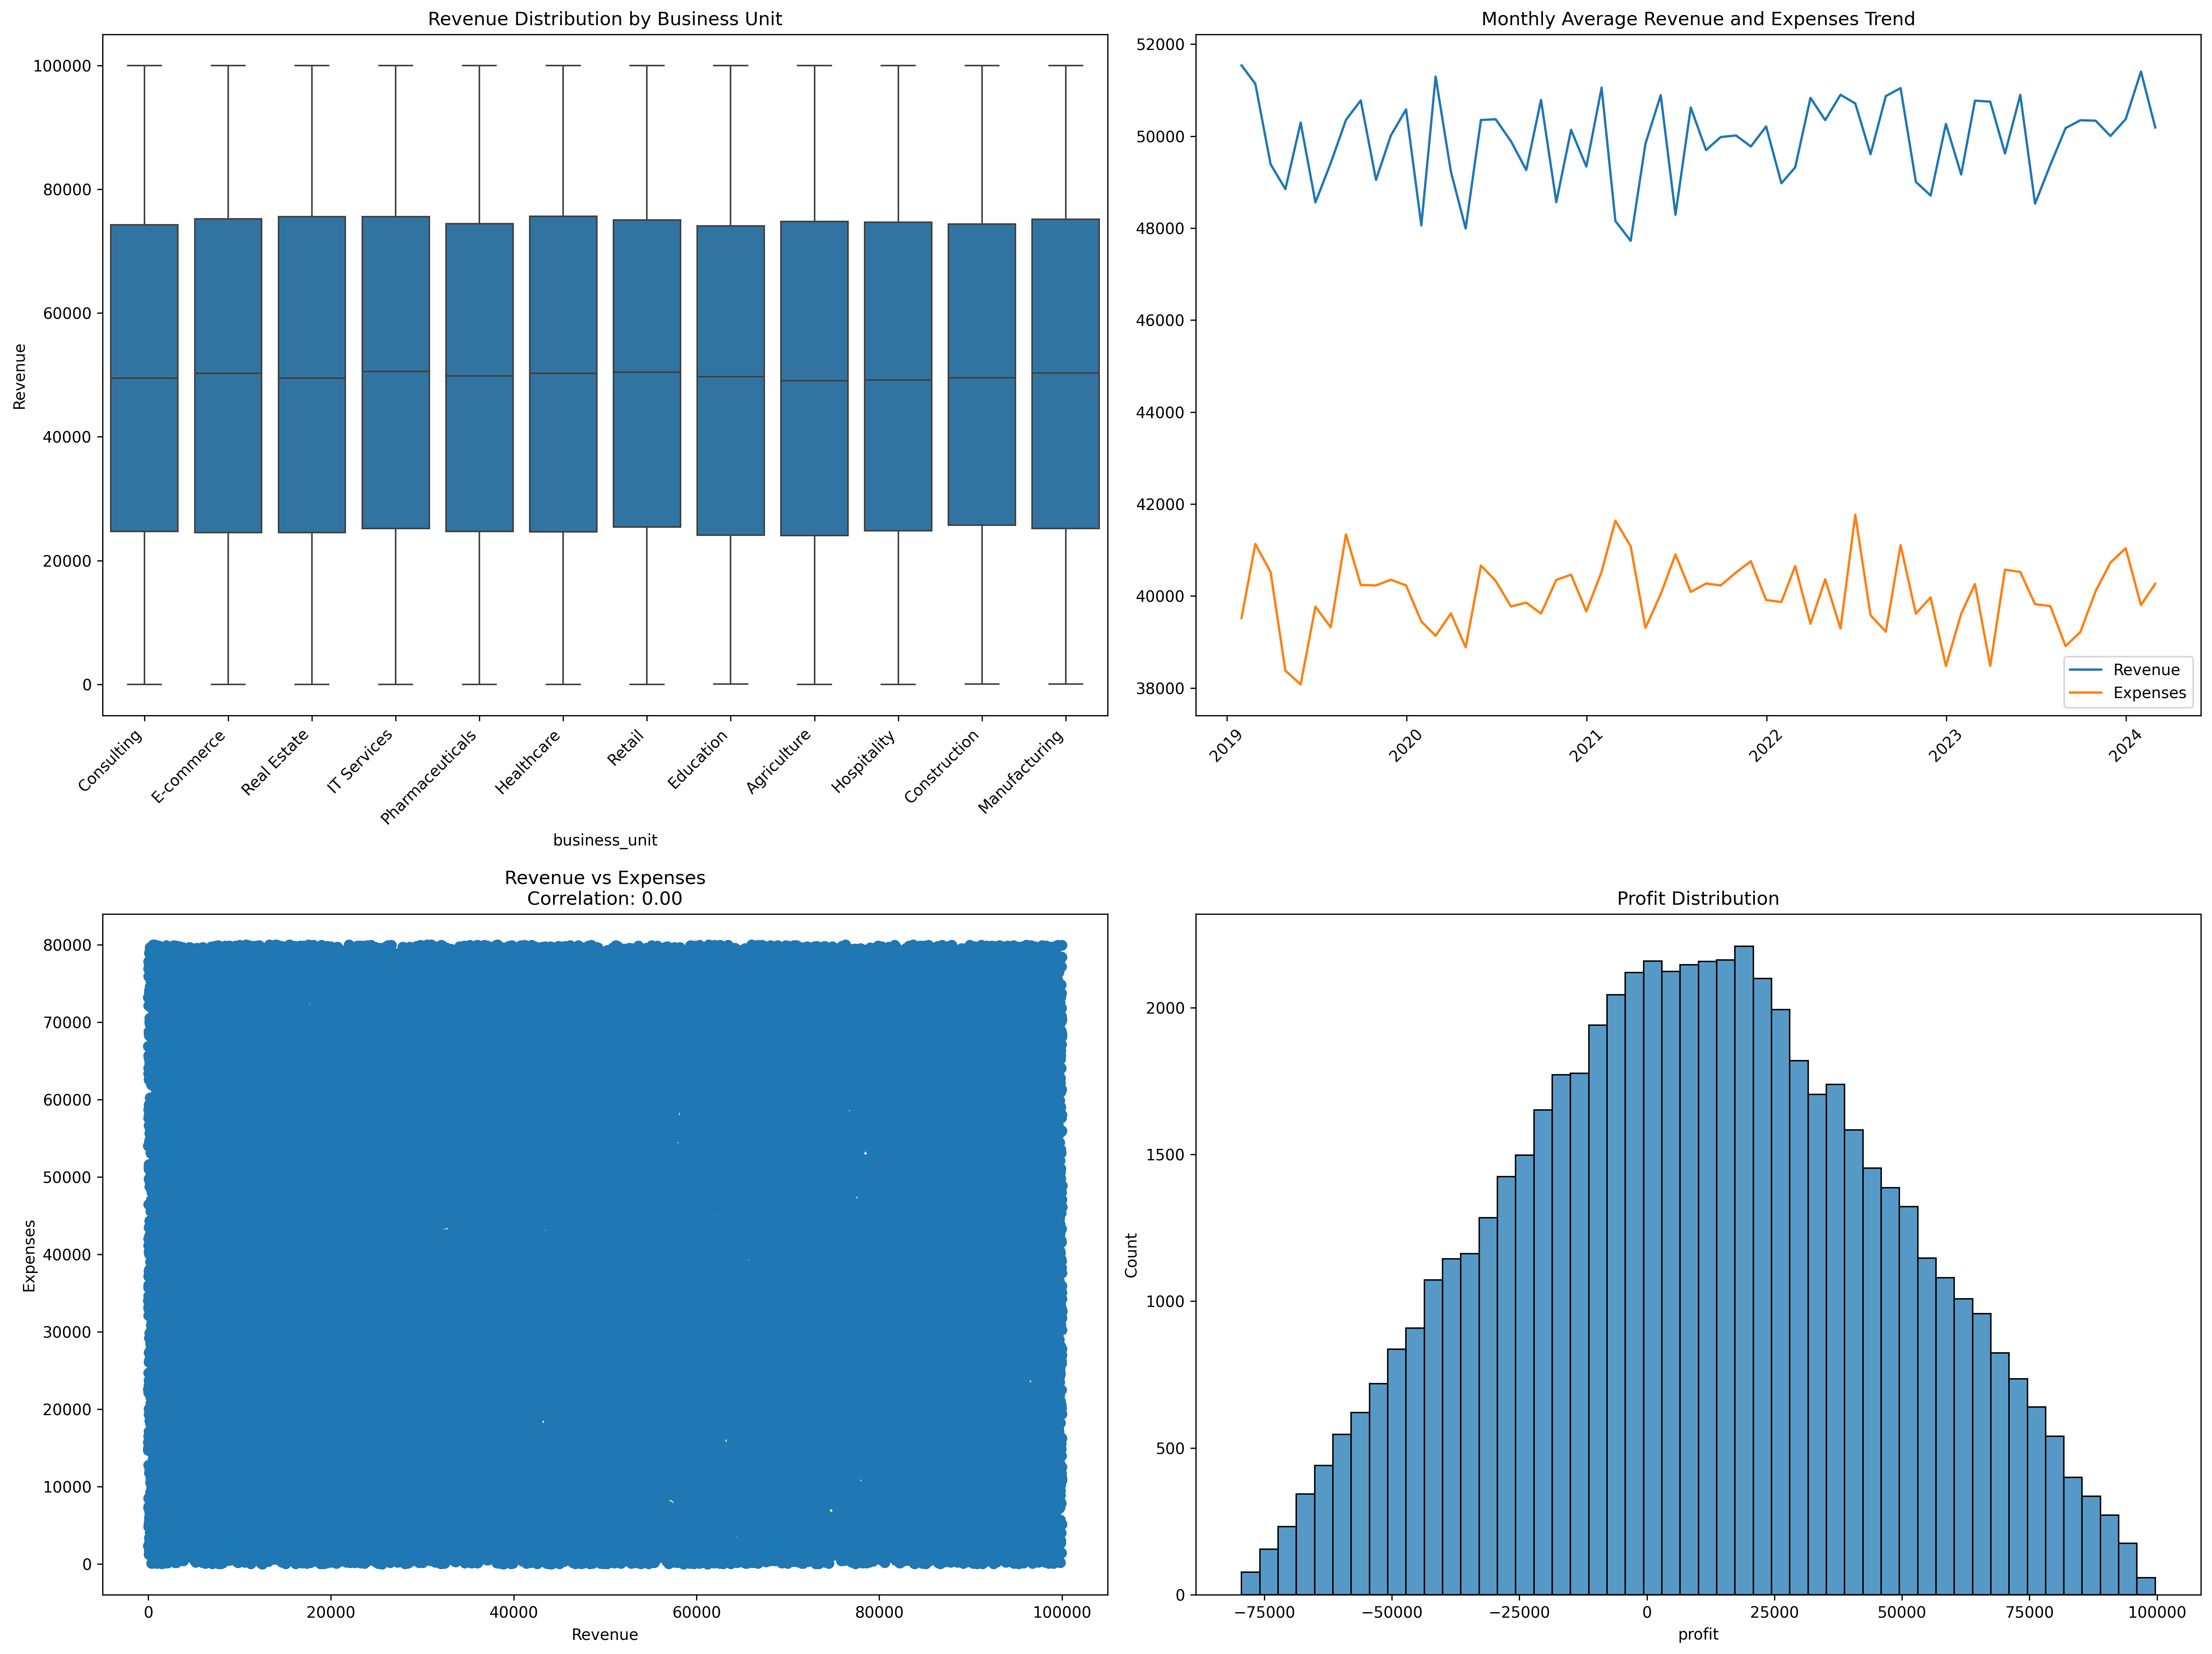 Revenue Distribution by Business Unit
100000
80000
60000
40000
20000
0
Revenue
Consulting
E-commerce
Real Estate
IT Services
Pharmaceuticals
Healthcare
Retail
Education
Agriculture
Hospitality
Construction
Manufacturing
business_unit
Monthly Average Revenue and Expenses Trend
52000
50000
48000
46000
44000
42000
40000
38000
2019
2020
2021
2022
2023
2024
Revenue
Expenses
Revenue vs Expenses
Correlation: 0.00
80000
70000
60000
50000
40000
30000
20000
10000
0
Expenses
0
20000
40000
60000
80000
100000
Revenue
Profit Distribution
2000
1500
1000
500
0
Count
−75000
−50000
−25000
0
25000
50000
75000
100000
profit